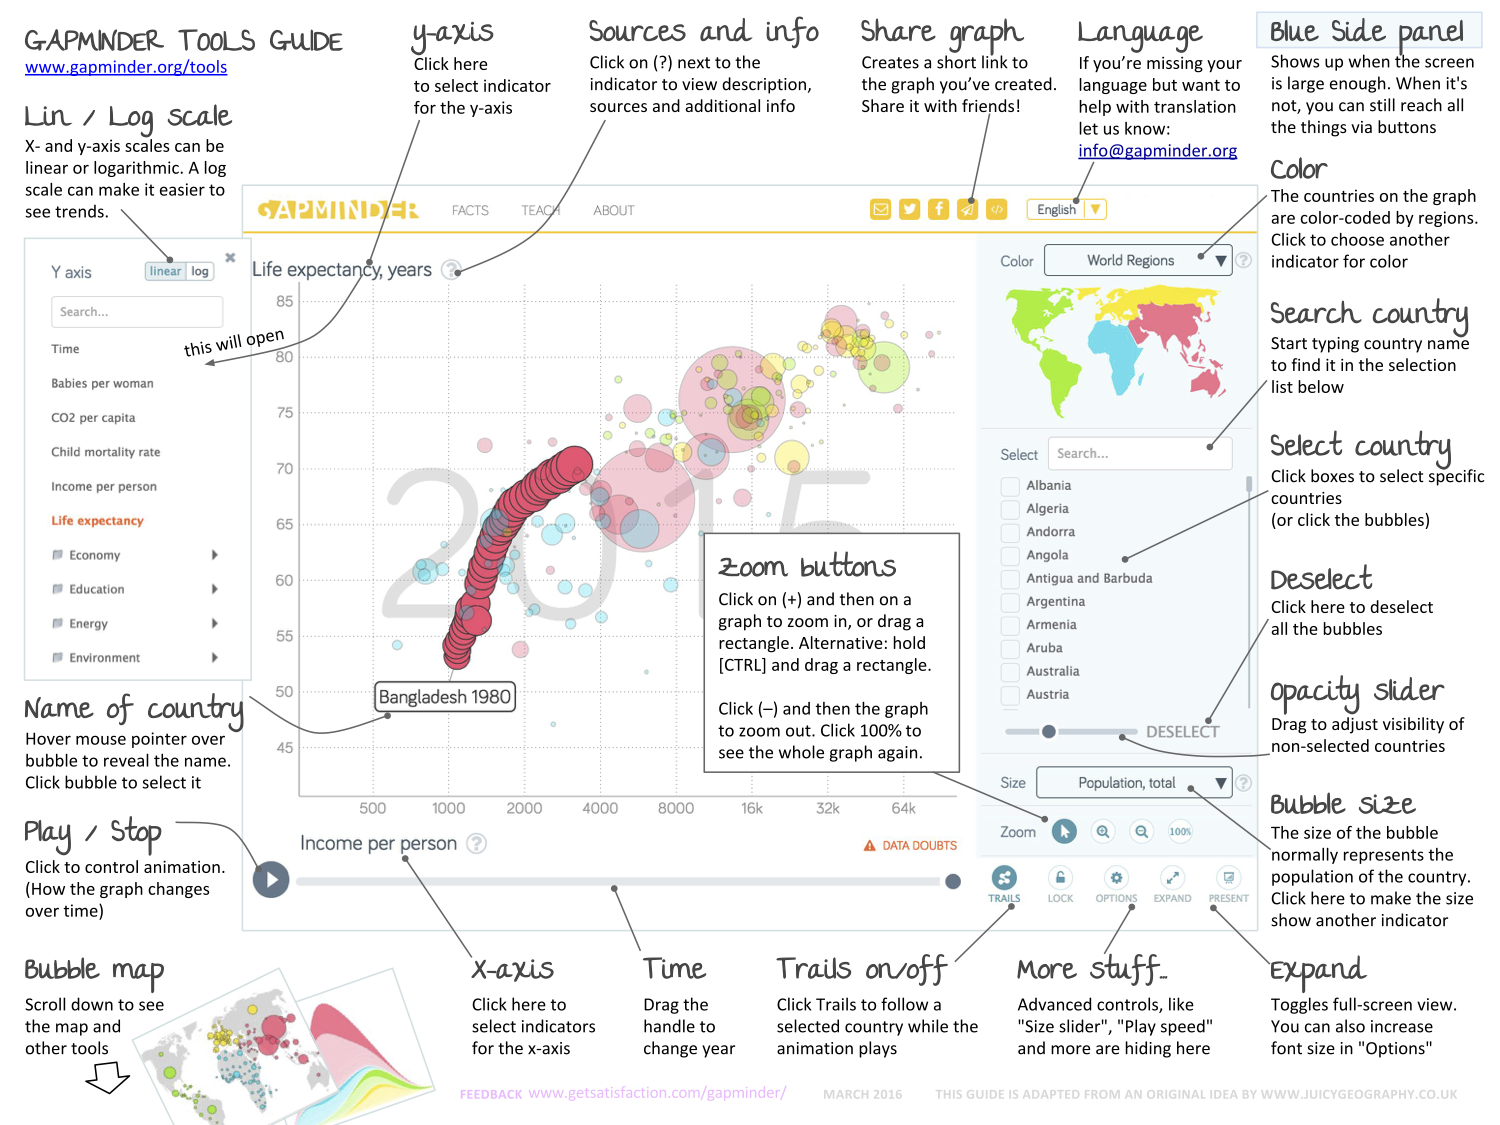 GAPMINDER TOOLS GUIDE
www.gapminder.org/tools
Lin / Log scale
X- and y-axis scales can be
linear or logarithmic. A log
scale can make it easier to
see trends.
y-axis
Click here
to select indicator
for the y-axis
Sources and info
Click on (?) next to the
indicator to view description,
sources and additional info
Share graph
Creates a short link to
the graph you've created.
Share it with friends!
Language
If you're missing your
language but want to
help with translation
let us know:
info@gapminder.org
Blue Side panel
Shows up when the screen
is large enough. When it's
not, you can still reach all
the things via buttons
Color
The countries on the graph
are color-coded by regions.
Click to choose another
indicator for color
Search country
Start typing country name
to find it in the selection
list below
Select country
Click boxes to select specific
countries
(or click the bubbles)
Deselect
Click here to deselect
all the bubbles
Opacity slider
Drag to adjust visibility of
non-selected countries
Bubble size
The size of the bubble
normally represents the
population of the country.
Click here to make the size
show another indicator
Expand
Toggles full-screen view.
You can also increase
font size in "Options"
GAPMINDER
FACTS
TEACH
ABOUT
English
Y axis
linear
log
Search...
Time
Babies per woman
CO2 per capita
Child mortality rate
Income per person
Life expectancy
Economy
Education
Energy
Environment
this will open
Life expectancy, years
?
85
80
75
70
65
60
55
50
45
2015
Bangladesh 1980
500
1000
2000
4000
8000
16k
32k
64k
Income per person
?
DATA DOUBTS
Zoom buttons
Click on (+) and then on a
graph to zoom in, or drag a
rectangle. Alternative: hold
[CTRL] and drag a rectangle.
Click (–) and then the graph
to zoom out. Click 100% to
see the whole graph again.
Color
World Regions
?
Select
Search...
Albania
Algeria
Andorra
Angola
Antigua and Barbuda
Argentina
Armenia
Aruba
Australia
Austria
DESELECT
Size
Population, total
?
Zoom
100%
TRAILS
LOCK
OPTIONS
EXPAND
PRESENT
Name of country
Hover mouse pointer over
bubble to reveal the name.
Click bubble to select it
Play / Stop
Click to control animation.
(How the graph changes
over time)
Bubble map
Scroll down to see
the map and
other tools
X-axis
Click here to
select indicators
for the x-axis
Time
Drag the
handle to
change year
Trails on/off
Click Trails to follow a
selected country while the
animation plays
More stuff...
Advanced controls, like
"Size slider", "Play speed"
and more are hiding here
FEEDBACK www.getsatisfaction.com/gapminder/
MARCH 2016
THIS GUIDE IS ADAPTED FROM AN ORIGINAL IDEA BY WWW.JUICYGEOGRAPHY.CO.UK